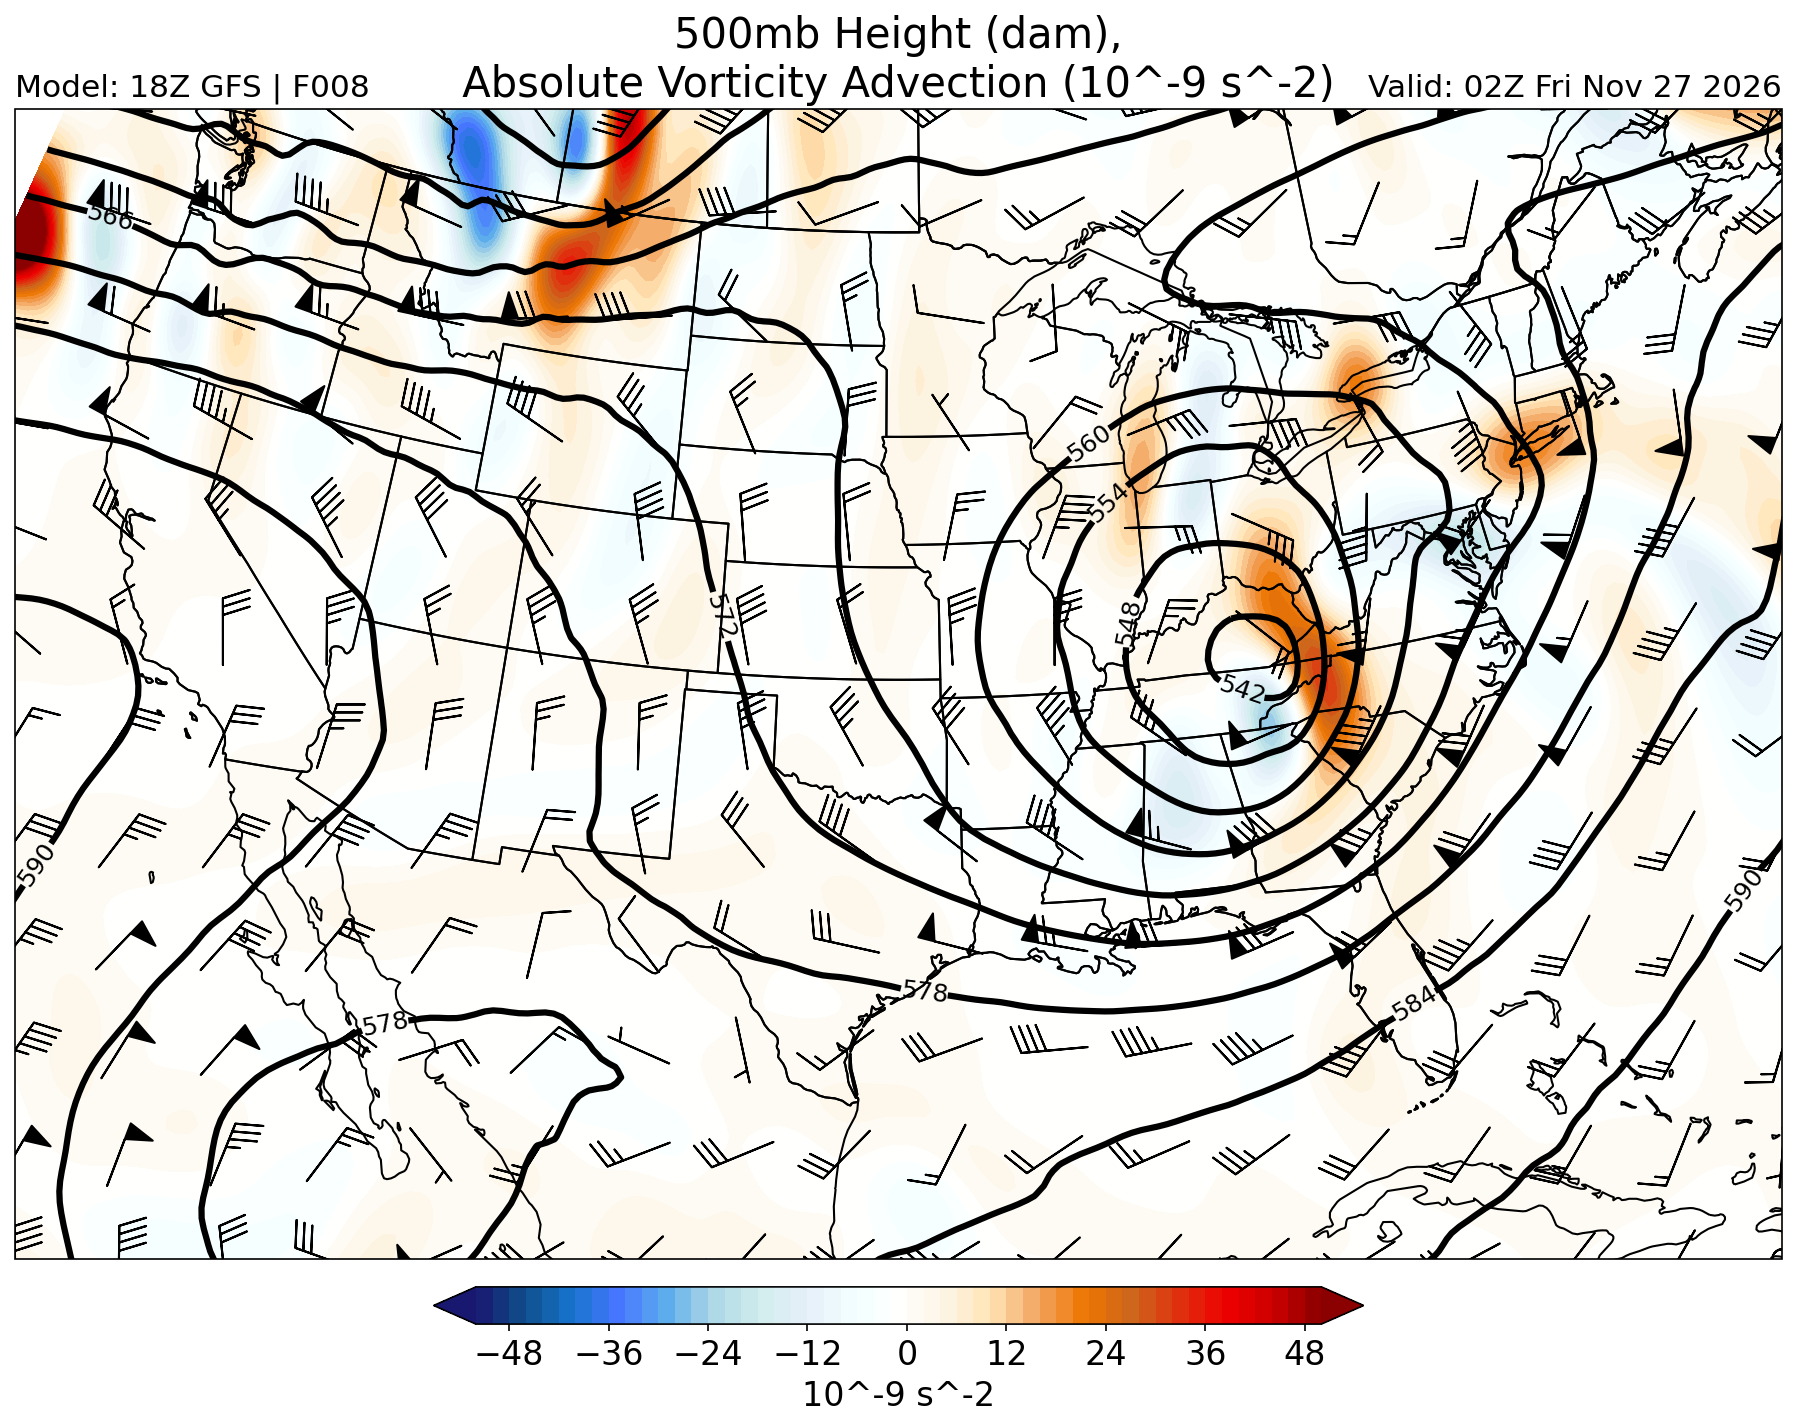 500mb Height (dam),
Model: 18Z GFS | F008
Absolute Vorticity Advection (10^-9 s^-2)
Valid: 02Z Fri Nov 27 2026
566
560
554
548
572
542
590
590
578
584
578
−48 −36 −24 −12 0 12 24 36 48
10^-9 s^-2